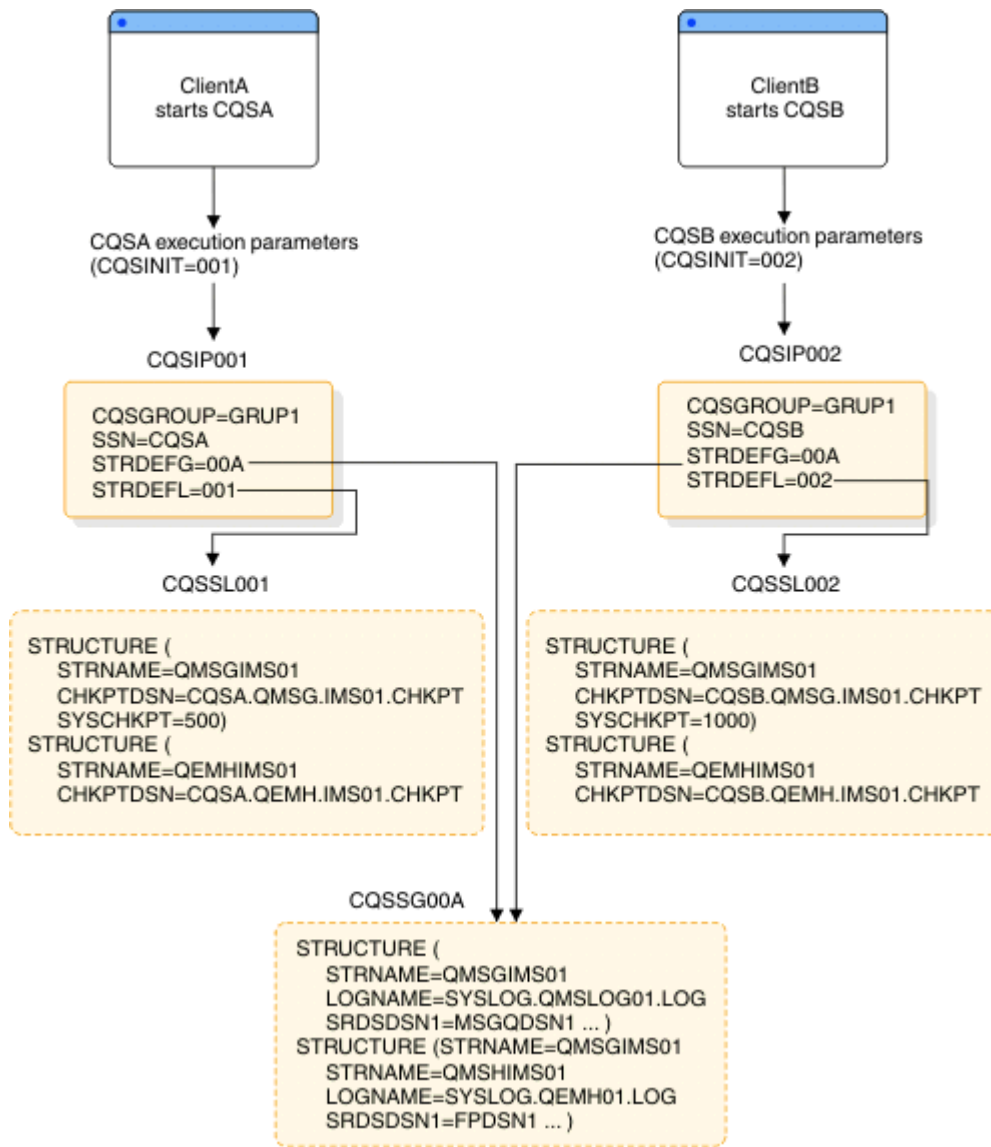 ClientA
starts CQSA
ClientB
starts CQSB
CQSA execution parameters
(CQSINIT=001)
CQSB execution parameters
(CQSINIT=002)
CQSIP001
CQSIP002
CQSGROUP=GRUP1
SSN=CQSA
STRDEFG=00A
STRDEFL=001
CQSGROUP=GRUP1
SSN=CQSB
STRDEFG=00A
STRDEFL=002
CQSSL001
CQSSL002
STRUCTURE (
STRNAME=QMSGIMS01
CHKPTDSN=CQSA.QMSG.IMS01.CHKPT
SYSCHKPT=500)
STRUCTURE (
STRNAME=QEMHIMS01
CHKPTDSN=CQSA.QEMH.IMS01.CHKPT
STRUCTURE (
STRNAME=QMSGIMS01
CHKPTDSN=CQSB.QMSG.IMS01.CHKPT
SYSCHKPT=1000)
STRUCTURE (
STRNAME=QEMHIMS01
CHKPTDSN=CQSB.QEMH.IMS01.CHKPT
CQSSG00A
STRUCTURE (
STRNAME=QMSGIMS01
LOGNAME=SYSLOG.QMSLOG01.LOG
SRDSDSN1=MSGQDSN1 ... )
STRUCTURE (STRNAME=QMSGIMS01
STRNAME=QMSHIMS01
LOGNAME=SYSLOG.QEMH01.LOG
SRDSDSN1=FPDSN1 ... )